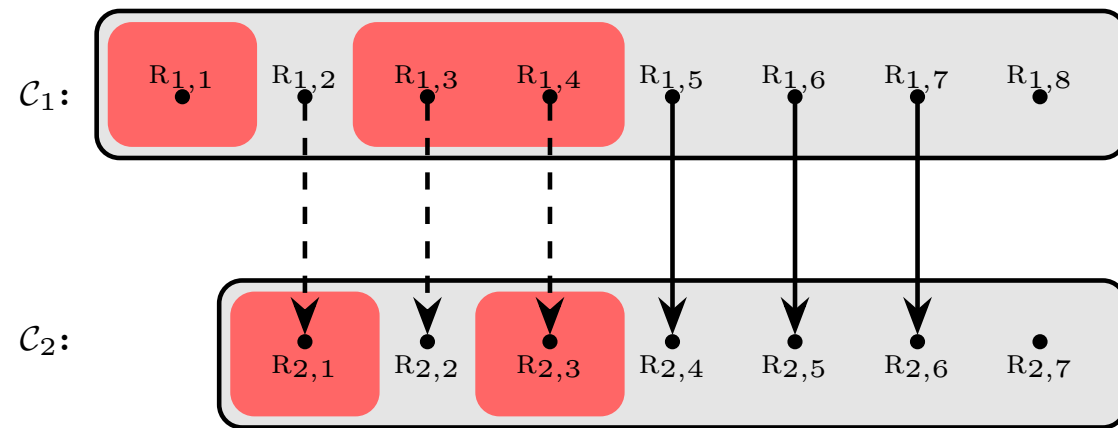 𝒞₁: R₁,₁ R₁,₂ R₁,₃ R₁,₄ R₁,₅ R₁,₆ R₁,₇ R₁,₈
𝒞₂: R₂,₁ R₂,₂ R₂,₃ R₂,₄ R₂,₅ R₂,₆ R₂,₇